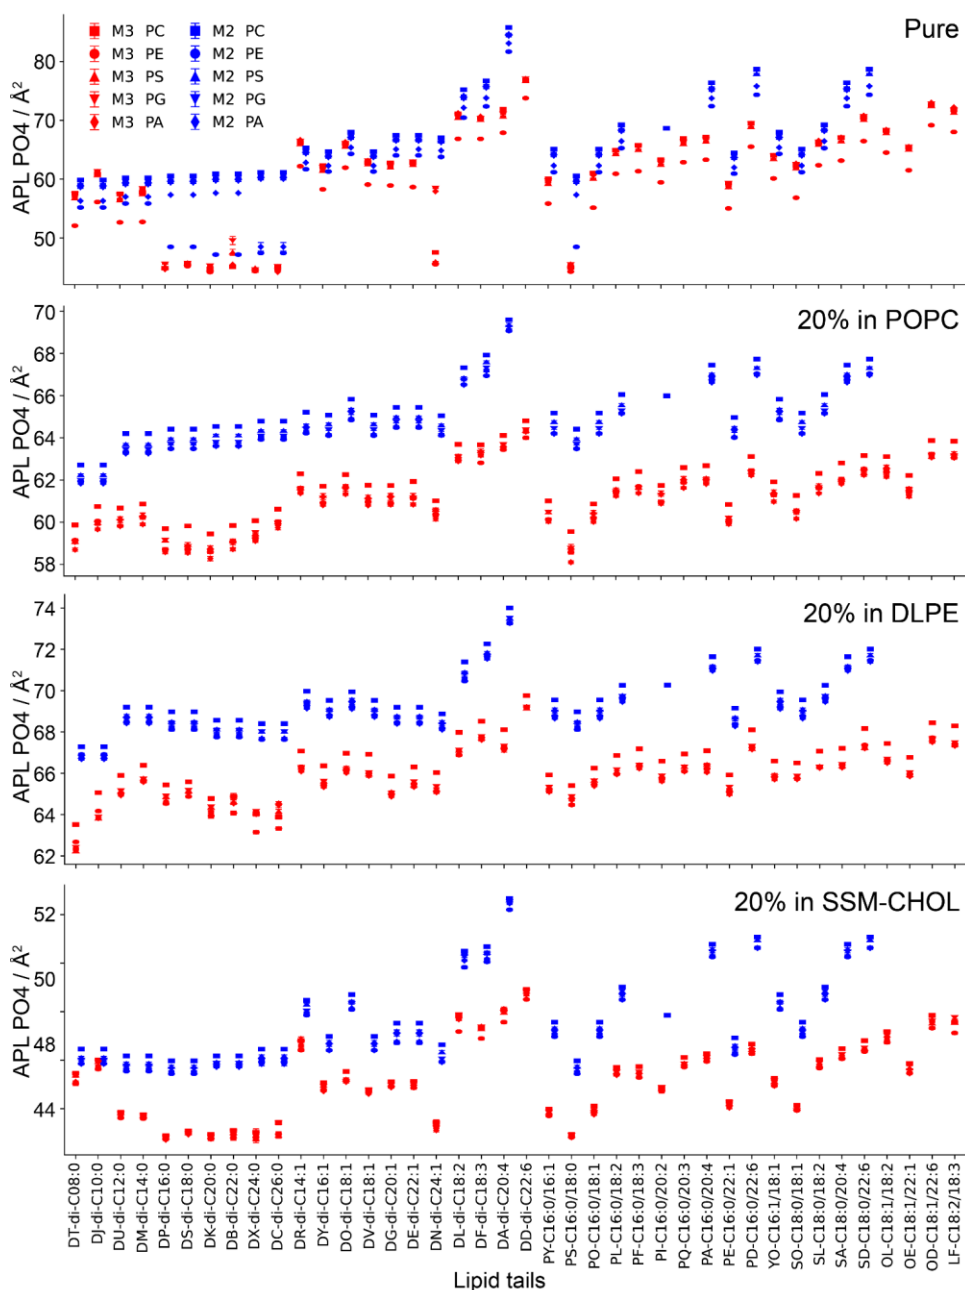 Pure
M3 PC
M3 PE
M3 PS
M3 PG
M3 PA
M2 PC
M2 PE
M2 PS
M2 PG
M2 PA
APL PO4 / Å²
80
70
60
50
20% in POPC
APL PO4 / Å²
70
68
66
64
62
60
58
20% in DLPE
APL PO4 / Å²
74
72
70
68
66
64
62
20% in SSM-CHOL
APL PO4 / Å²
52
50
48
44
DT-di-C08:0
DJ-di-C10:0
DU-di-C12:0
DM-di-C14:0
DP-di-C16:0
DS-di-C18:0
DK-di-C20:0
DB-di-C22:0
DX-di-C24:0
DC-di-C26:0
DR-di-C14:1
DY-di-C16:1
DO-di-C18:1
DV-di-C18:1
DG-di-C20:1
DE-di-C22:1
DN-di-C24:1
DL-di-C18:2
DF-di-C18:3
DA-di-C20:4
DD-di-C22:6
PY-C16:0/16:1
PS-C16:0/18:0
PO-C16:0/18:1
PL-C16:0/18:2
PF-C16:0/18:3
PI-C16:0/20:2
PQ-C16:0/20:3
PA-C16:0/20:4
PE-C16:0/22:1
PD-C16:0/22:6
YO-C16:1/18:1
SO-C18:0/18:1
SL-C18:0/18:2
SA-C18:0/20:4
SD-C18:0/22:6
OL-C18:1/18:2
OE-C18:1/22:1
OD-C18:1/22:6
LF-C18:2/18:3
Lipid tails